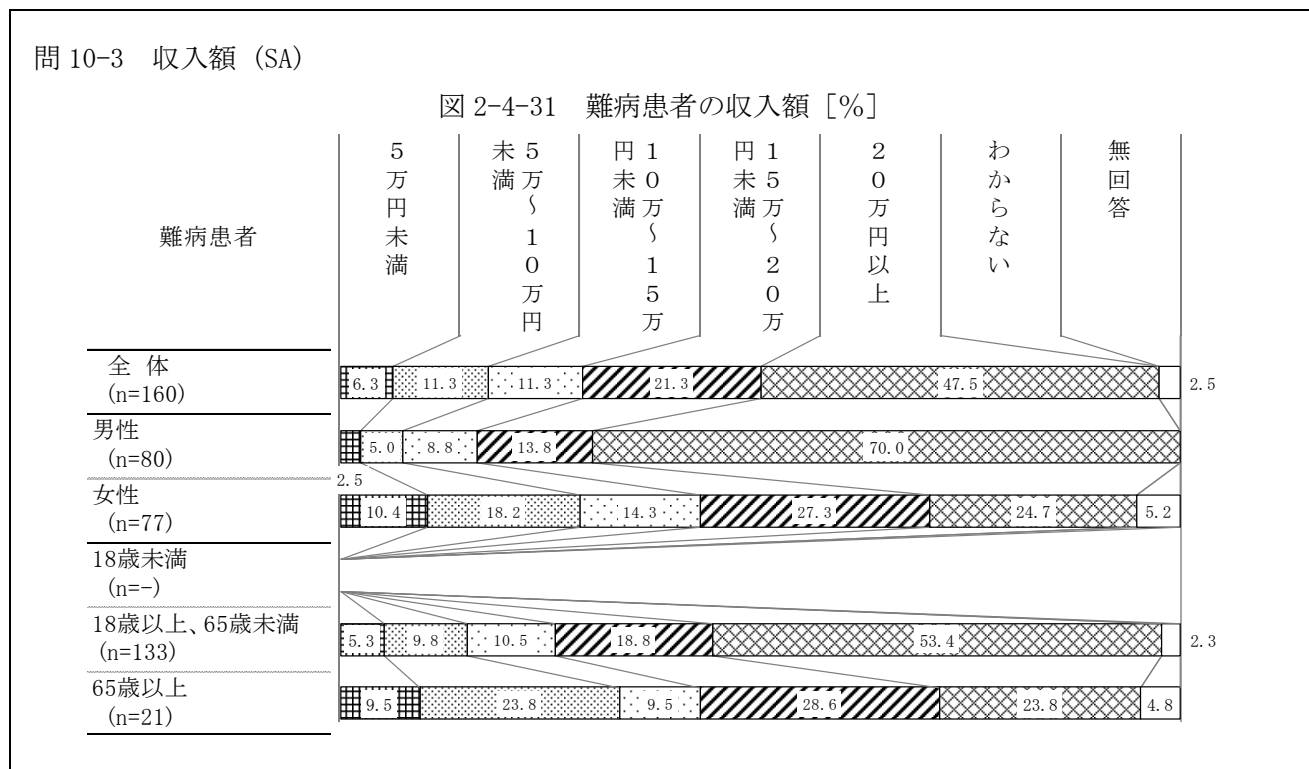 問 10-3　収入額（SA）
図 2-4-31　難病患者の収入額［％］
難病患者
５万円未満
５万～１０万円
未満
１０万～１５万
円未満
１５万～２０万
円未満
２０万円以上
わからない
無回答
全 体
(n=160)
6.3 11.3 11.3 21.3 47.5 2.5
男性
(n=80)
2.5 5.0 8.8 13.8 70.0
女性
(n=77)
10.4 18.2 14.3 27.3 24.7 5.2
18歳未満
(n=-)
18歳以上、65歳未満
(n=133)
5.3 9.8 10.5 18.8 53.4 2.3
65歳以上
(n=21)
9.5 23.8 9.5 28.6 23.8 4.8